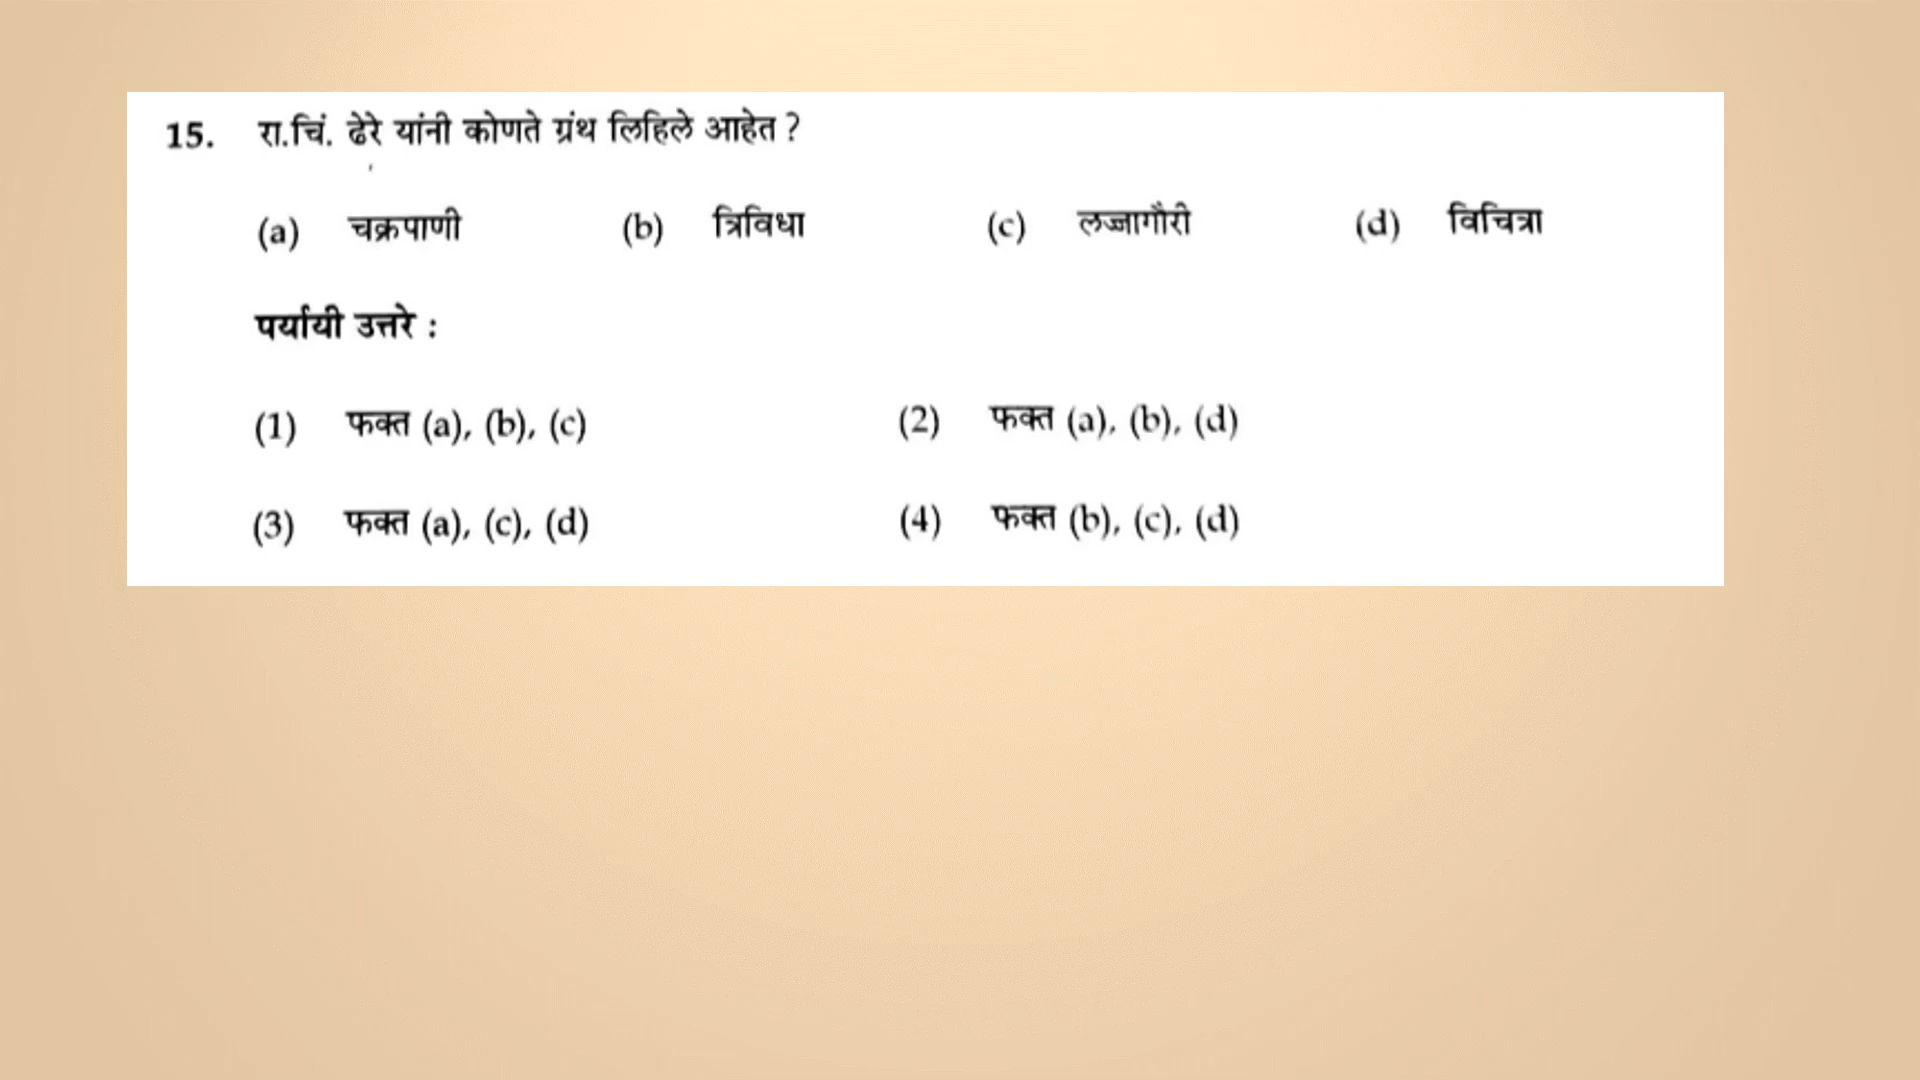 15. रा.चिं. ढेरे यांनी कोणते ग्रंथ लिहिले आहेत ?
(a) चक्रपाणी (b) त्रिविधा (c) लज्जागौरी (d) विचित्रा
पर्यायी उत्तरे :
(1) फक्त (a), (b), (c) (2) फक्त (a), (b), (d)
(3) फक्त (a), (c), (d) (4) फक्त (b), (c), (d)